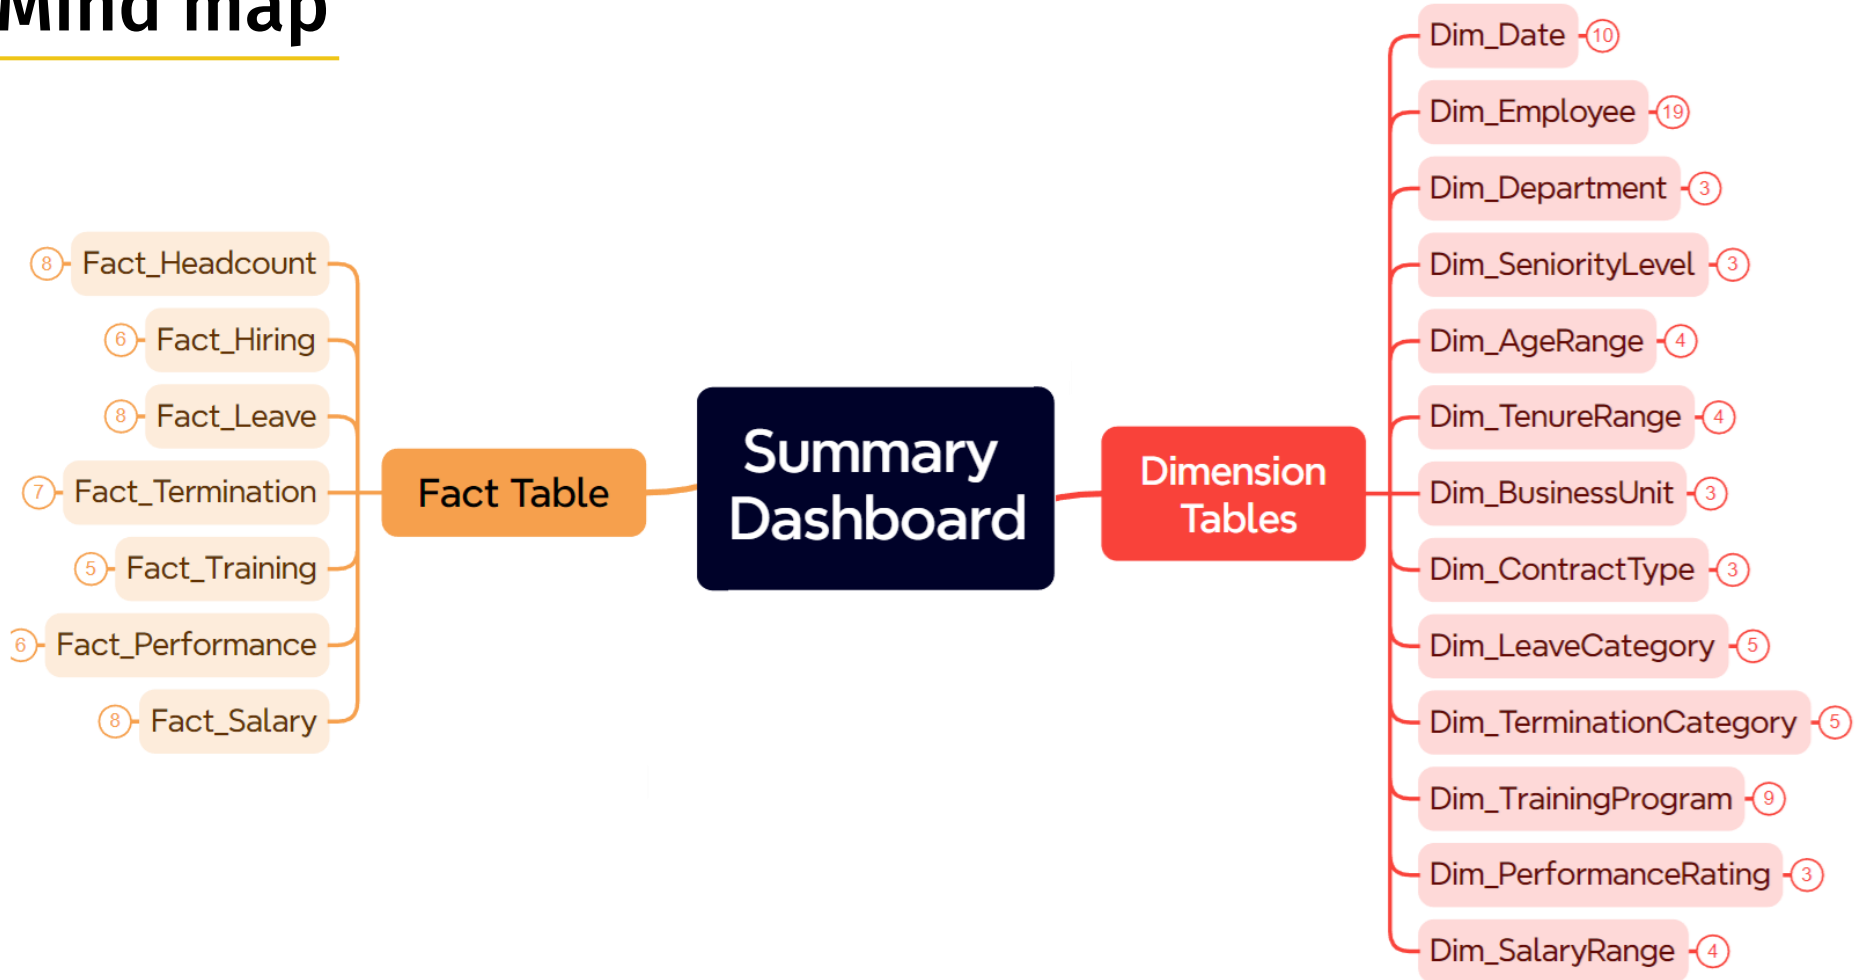 Mind map
Summary
Dashboard
Fact Table
Fact_Headcount
8
Fact_Hiring
6
Fact_Leave
8
Fact_Termination
7
Fact_Training
5
Fact_Performance
6
Fact_Salary
8
Dimension
Tables
Dim_Date
10
Dim_Employee
19
Dim_Department
3
Dim_SeniorityLevel
3
Dim_AgeRange
4
Dim_TenureRange
4
Dim_BusinessUnit
3
Dim_ContractType
3
Dim_LeaveCategory
5
Dim_TerminationCategory
5
Dim_TrainingProgram
9
Dim_PerformanceRating
3
Dim_SalaryRange
4